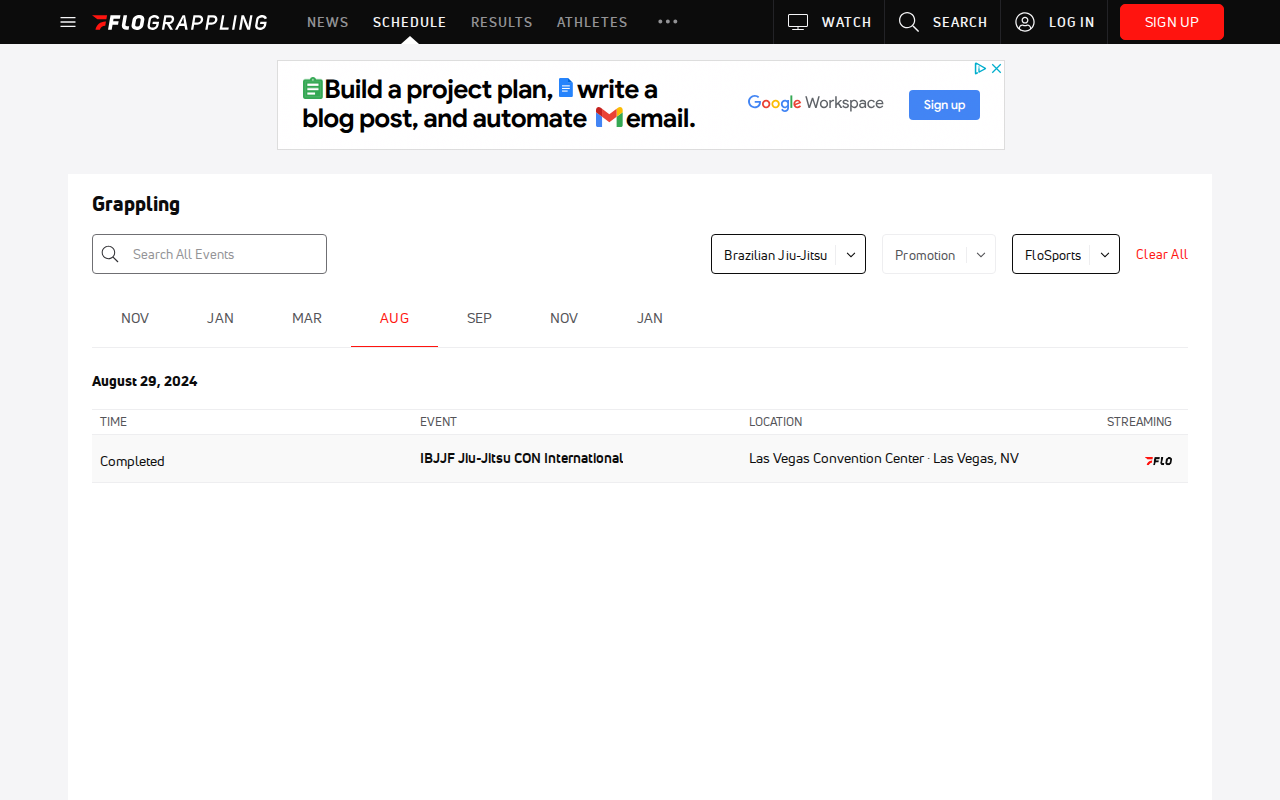 FLOGRAPPLING NEWS SCHEDULE RESULTS ATHLETES WATCH SEARCH LOG IN SIGN UP
Build a project plan, write a
blog post, and automate email.
Google Workspace
Sign up
Grappling
Search All Events
Brazilian Jiu-Jitsu
Promotion
FloSports
Clear All
NOV JAN MAR AUG SEP NOV JAN
August 29, 2024
TIME EVENT LOCATION STREAMING
Completed IBJJF Jiu-Jitsu CON International Las Vegas Convention Center · Las Vegas, NV FLO